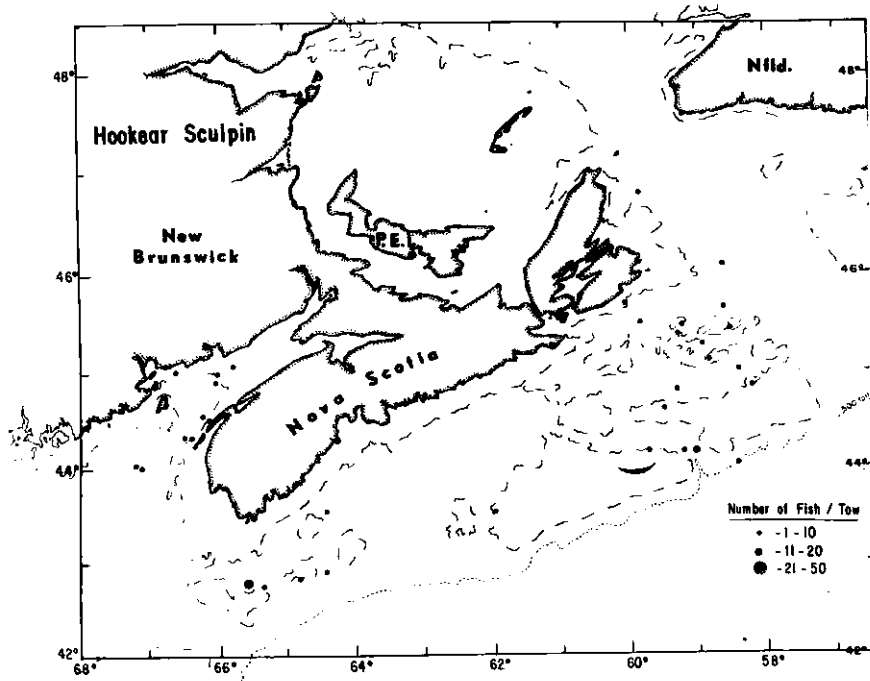 48°
Nfld.
48°
Hookear Sculpin
P.E.I.
New
Brunswick
46°
46°
Nova Scotia
44°
44°
Number of Fish / Tow
-1-10
-11-20
-21-50
42°
42°
68°
66°
64°
62°
60°
58°